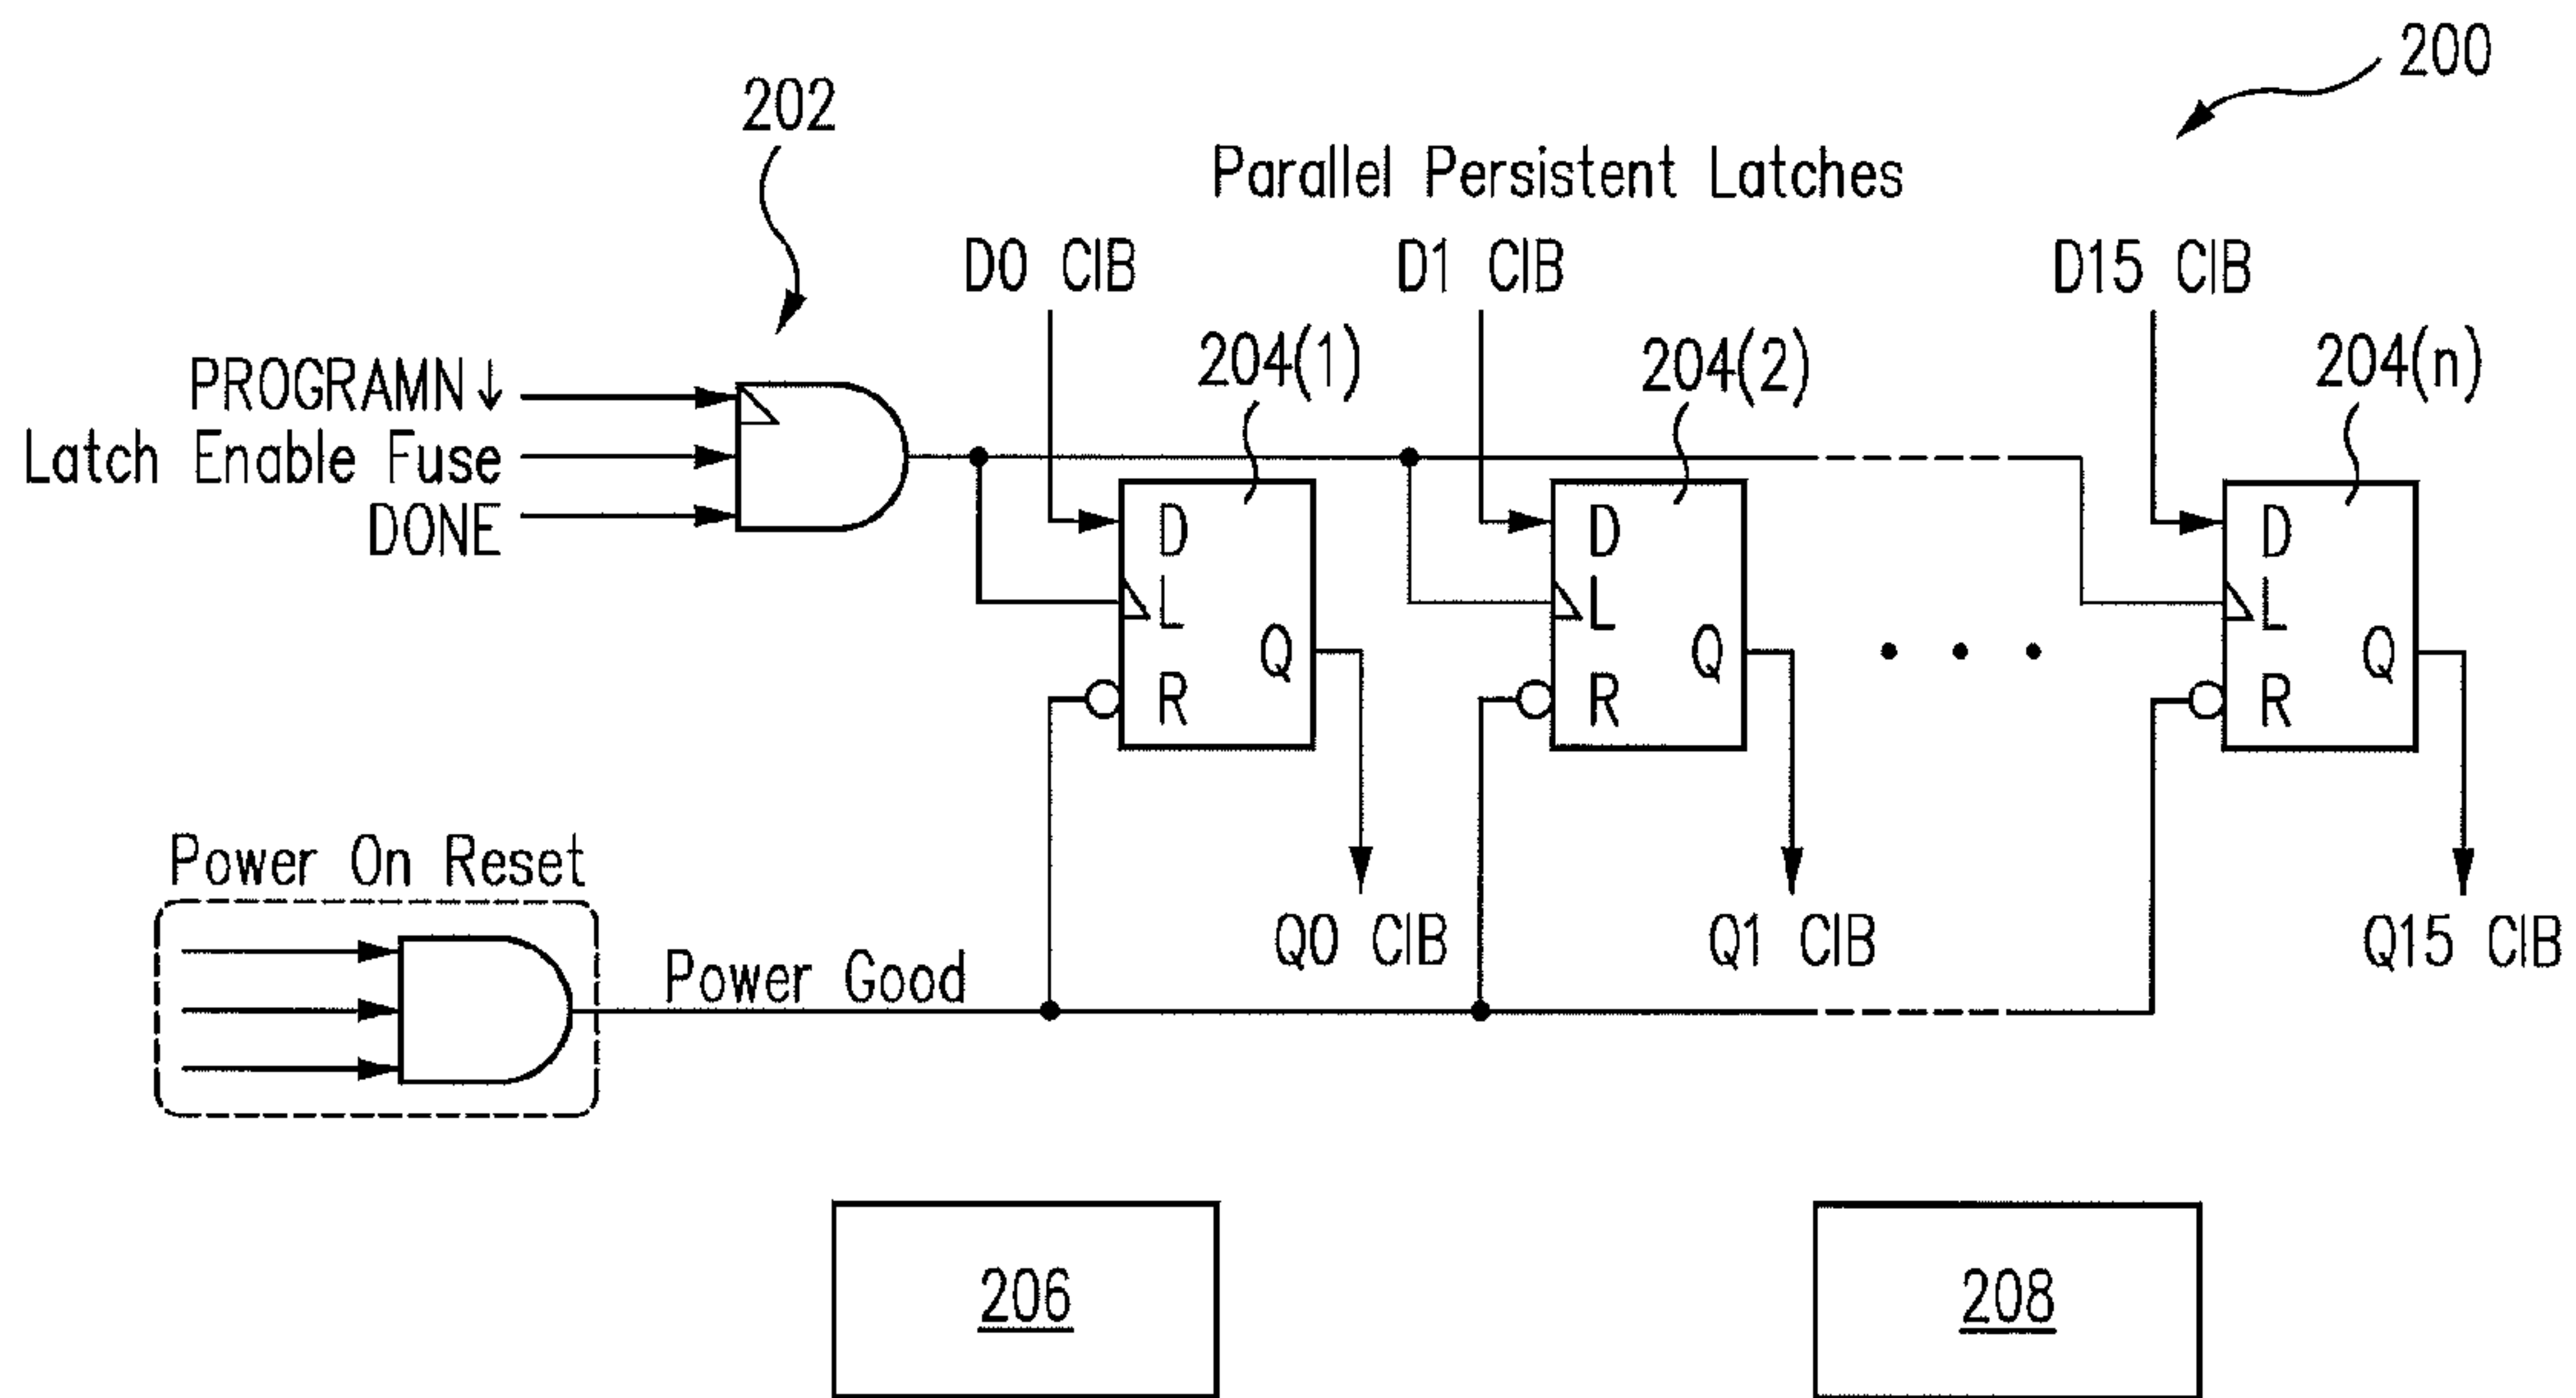 200
202
Parallel Persistent Latches
D0 CIB
D1 CIB
D15 CIB
204(1)
204(2)
204(n)
PROGRAMN↓
Latch Enable Fuse
DONE
D
L
R
Q
D
L
R
Q
D
L
R
Q
Power On Reset
Power Good
Q0 CIB
Q1 CIB
Q15 CIB
206
208